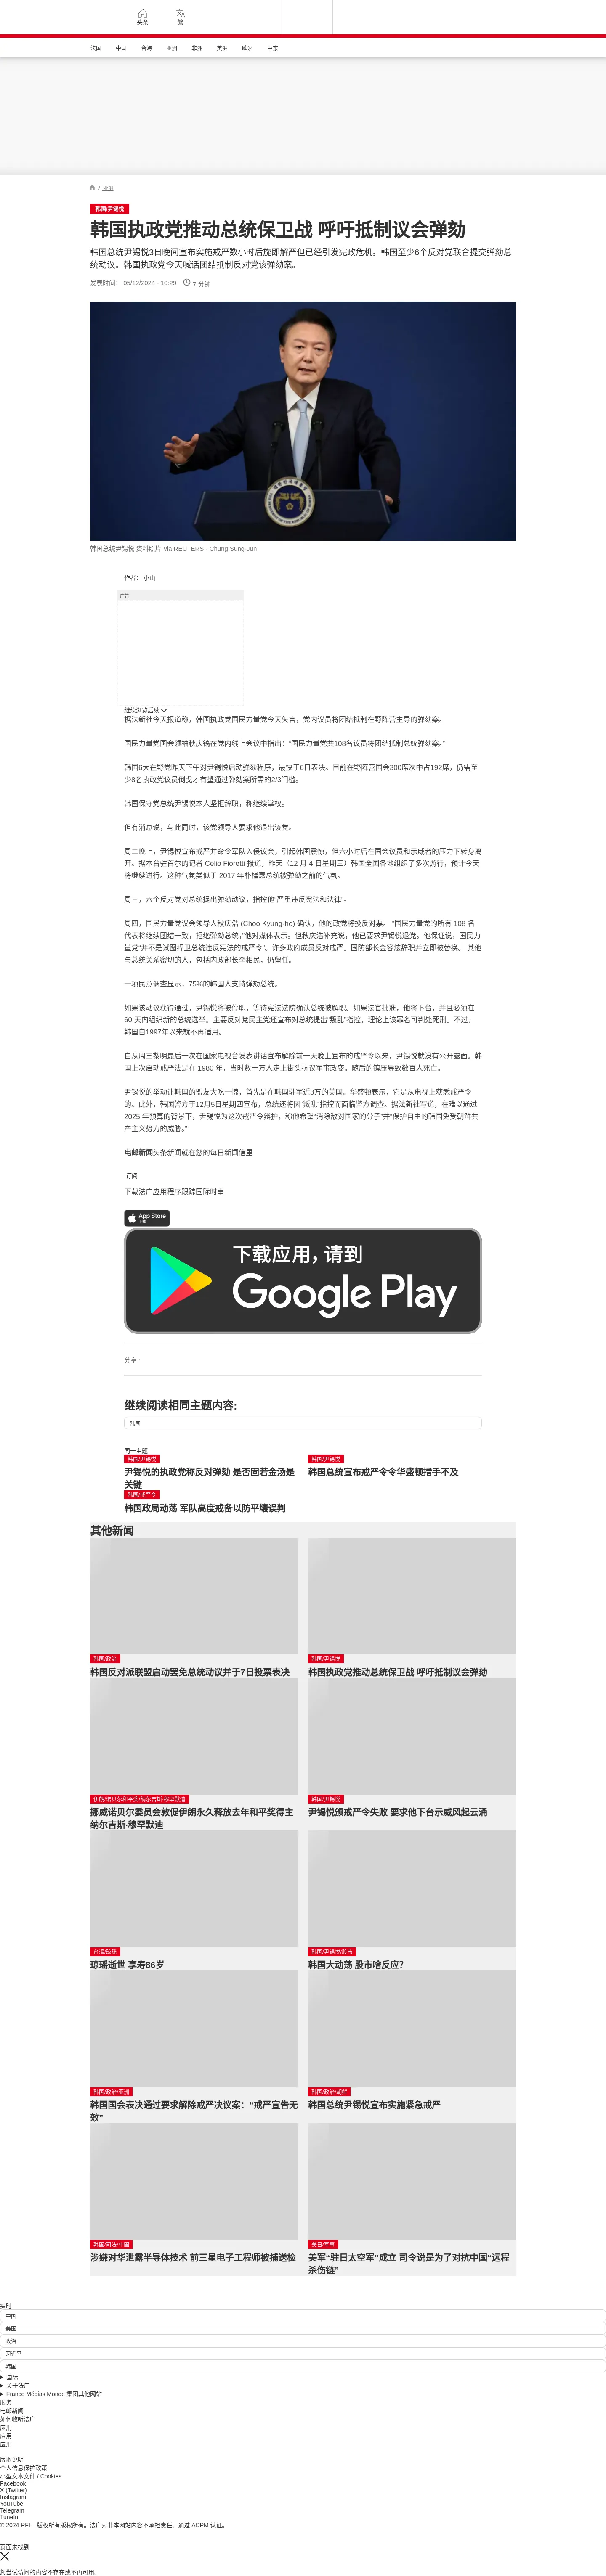 头条
繁
法国 中国 台海 亚洲 非洲 美洲 欧洲 中东
/ 亚洲
韩国/尹锡悦
韩国执政党推动总统保卫战 呼吁抵制议会弹劾
韩国总统尹锡悦3日晚间宣布实施戒严数小时后旋即解严但已经引发宪政危机。韩国至少6个反对党联合提交弹劾总
统动议。韩国执政党今天喊话团结抵制反对党该弹劾案。
发表时间： 05/12/2024 - 10:29 7 分钟
韩国总统尹锡悦 资料照片 via REUTERS - Chung Sung-Jun
作者： 小山
广告
继续浏览后续
据法新社今天报道称，韩国执政党国民力量党今天矢言，党内议员将团结抵制在野阵营主导的弹劾案。
国民力量党国会领袖秋庆镐在党内线上会议中指出：“国民力量党共108名议员将团结抵制总统弹劾案。”
韩国6大在野党昨天下午对尹锡悦启动弹劾程序，最快于6日表决。目前在野阵营国会300席次中占192席，仍需至
少8名执政党议员倒戈才有望通过弹劾案所需的2/3门槛。
韩国保守党总统尹锡悦本人坚拒辞职，称继续掌权。
但有消息说，与此同时，该党领导人要求他退出该党。
周二晚上，尹锡悦宣布戒严并命令军队入侵议会，引起韩国震惊，但六小时后在国会议员和示威者的压力下转身离
开。据本台驻首尔的记者 Celio Fioretti 报道，昨天（12 月 4 日星期三）韩国全国各地组织了多次游行，预计今天
将继续进行。这种气氛类似于 2017 年朴槿惠总统被弹劾之前的气氛。
周三，六个反对党对总统提出弹劾动议，指控他“严重违反宪法和法律”。
周四，国民力量党议会领导人秋庆浩 (Choo Kyung-ho) 确认，他的政党将投反对票。 “国民力量党的所有 108 名
代表将继续团结一致，拒绝弹劾总统，”他对媒体表示。但秋庆浩补充说，他已要求尹锡悦退党。他保证说，国民力
量党“并不是试图捍卫总统违反宪法的戒严令”。许多政府成员反对戒严。国防部长金容炫辞职并立即被替换。 其他
与总统关系密切的人，包括内政部长李相民，仍留任。
一项民意调查显示，75%的韩国人支持弹劾总统。
如果该动议获得通过，尹锡悦将被停职，等待宪法法院确认总统被解职。如果法官批准，他将下台，并且必须在
60 天内组织新的总统选举。主要反对党民主党还宣布对总统提出“叛乱”指控，理论上该罪名可判处死刑。不过，
韩国自1997年以来就不再适用。
自从周三黎明最后一次在国家电视台发表讲话宣布解除前一天晚上宣布的戒严令以来，尹锡悦就没有公开露面。韩
国上次启动戒严法是在 1980 年，当时数十万人走上街头抗议军事政变。随后的镇压导致数百人死亡。
尹锡悦的举动让韩国的盟友大吃一惊，首先是在韩国驻军近3万的美国。华盛顿表示，它是从电视上获悉戒严令
的。此外，韩国警方于12月5日星期四宣布，总统还将因“叛乱”指控而面临警方调查。据法新社写道，在难以通过
2025 年预算的背景下，尹锡悦为这次戒严令辩护，称他希望“消除敌对国家的分子”并“保护自由的韩国免受朝鲜共
产主义势力的威胁。”
电邮新闻头条新闻就在您的每日新闻信里
订阅
下载法广应用程序跟踪国际时事
App Store
下载
下载应用，请到
Google Play
分享 :
继续阅读相同主题内容:
韩国
同一主题
韩国/尹锡悦
尹锡悦的执政党称反对弹劾 是否固若金汤是
关键
韩国/尹锡悦
韩国总统宣布戒严令令华盛顿措手不及
韩国/戒严令
韩国政局动荡 军队高度戒备以防平壤误判
其他新闻
韩国/政治
韩国反对派联盟启动罢免总统动议并于7日投票表决
韩国/尹锡悦
韩国执政党推动总统保卫战 呼吁抵制议会弹劾
伊朗/诺贝尔和平奖/纳尔吉斯·穆罕默迪
挪威诺贝尔委员会敦促伊朗永久释放去年和平奖得主
纳尔吉斯·穆罕默迪
韩国/尹锡悦
尹锡悦颁戒严令失败 要求他下台示威风起云涌
台湾/琼瑶
琼瑶逝世 享寿86岁
韩国/尹锡悦/股市
韩国大动荡 股市啥反应？
韩国/政治/亚洲
韩国国会表决通过要求解除戒严决议案：“戒严宣告无
效”
韩国/政治/朝鲜
韩国总统尹锡悦宣布实施紧急戒严
韩国/司法/中国
涉嫌对华泄露半导体技术 前三星电子工程师被捕送检
美日/军事
美军“驻日太空军”成立 司令说是为了对抗中国“远程
杀伤链”
实时
中国
美国
政治
习近平
韩国
国际
关于法广
France Médias Monde 集团其他网站
服务
电邮新闻
如何收听法广
应用
应用
应用
版本说明
个人信息保护政策
小型文本文件 / Cookies
Facebook
X (Twitter)
Instagram
YouTube
Telegram
TuneIn
© 2024 RFI – 版权所有版权所有。法广对非本网站内容不承担责任。通过 ACPM 认证。
页面未找到
您尝试访问的内容不存在或不再可用。